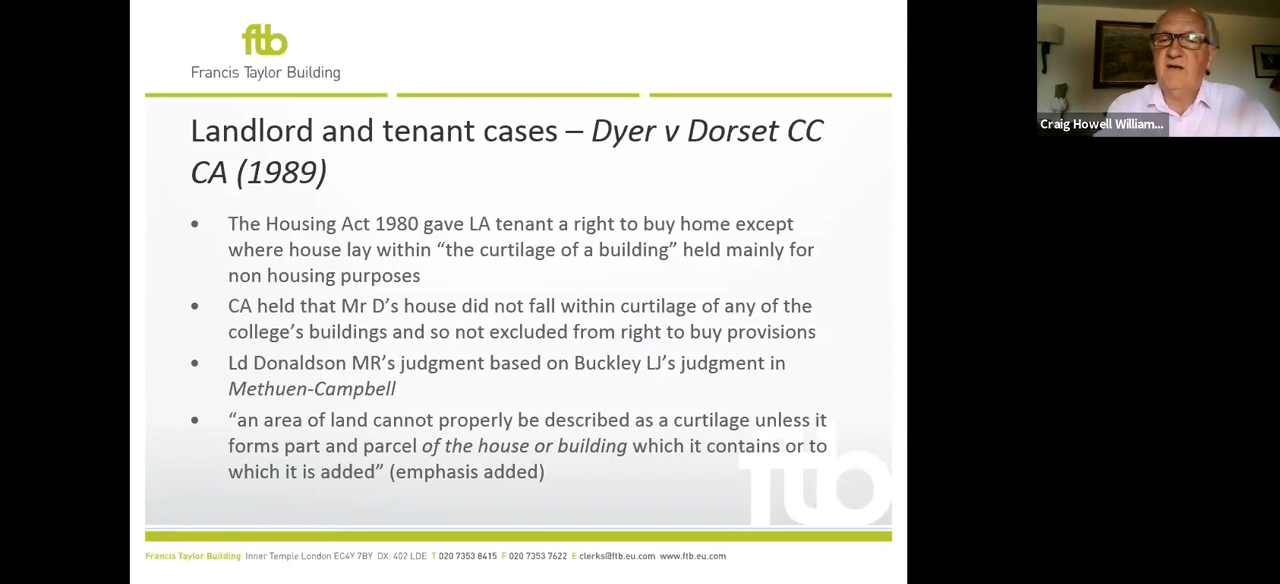 ftb
Francis Taylor Building
Landlord and tenant cases – Dyer v Dorset CC
CA (1989)
• The Housing Act 1980 gave LA tenant a right to buy home except
where house lay within “the curtilage of a building” held mainly for
non housing purposes
• CA held that Mr D’s house did not fall within curtilage of any of the
college’s buildings and so not excluded from right to buy provisions
• Ld Donaldson MR’s judgment based on Buckley LJ’s judgment in
Methuen-Campbell
• “an area of land cannot properly be described as a curtilage unless it
forms part and parcel of the house or building which it contains or to
which it is added” (emphasis added)
ftb
Francis Taylor Building Inner Temple London EC4Y 7BY DX: 402 LDE T 020 7353 8415 F 020 7353 7622 E clerks@ftb.eu.com www.ftb.eu.com
Craig Howell William...